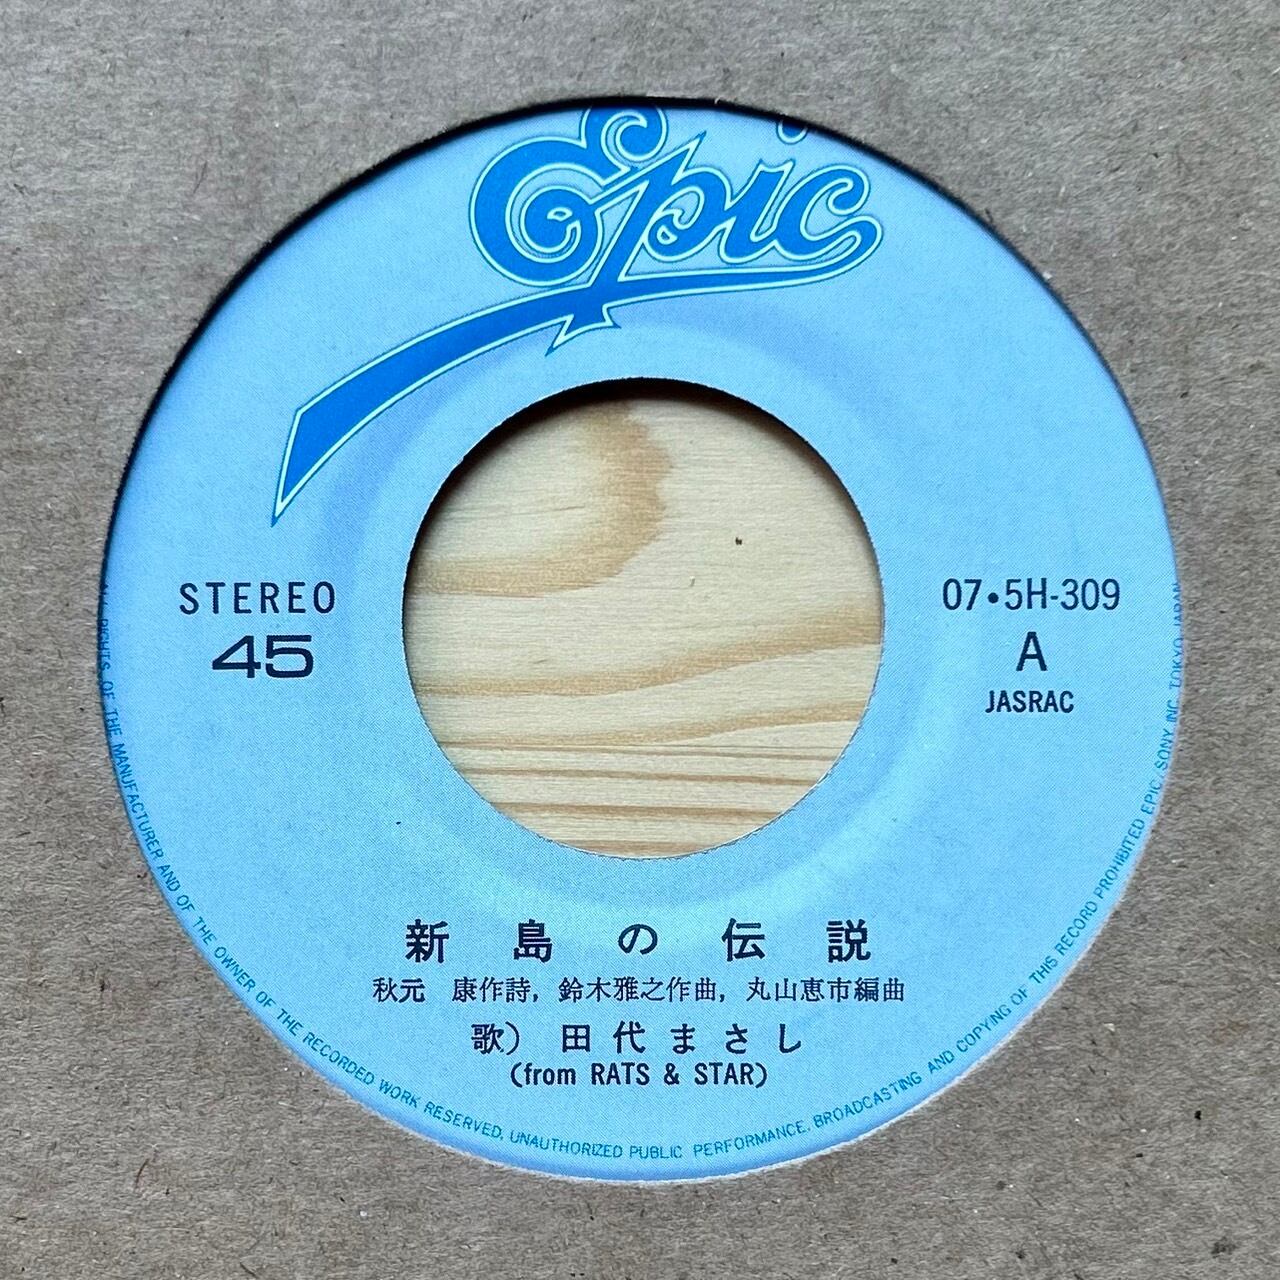 Epic
STEREO
45
07・5H-309
A
JASRAC
新島の伝説
秋元 康作詩, 鈴木雅之作曲, 丸山恵市編曲
歌) 田代まさし
(from RATS & STAR)
ALL RIGHTS OF THE MANUFACTURER AND OF THE OWNER OF THE RECORDED WORK RESERVED. UNAUTHORIZED PUBLIC PERFORMANCE. BROADCASTING AND COPYING OF THIS RECORD PROHIBITED EPIC/SONY INC. TOKYO JAPAN